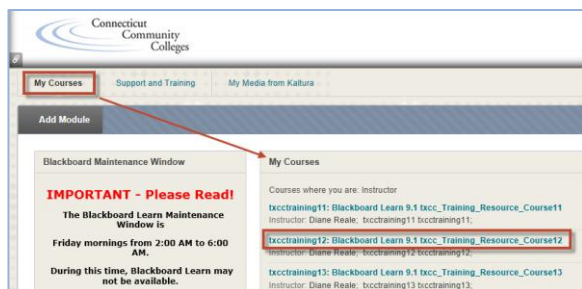 Connecticut
Community
Colleges
My Courses
Support and Training
My Media from Kaltura
Add Module
Blackboard Maintenance Window
IMPORTANT - Please Read!
The Blackboard Learn Maintenance
Window is
Friday mornings from 2:00 AM to 6:00
AM.
During this time, Blackboard Learn may
not be available.
My Courses
Courses where you are: Instructor
txcctraining11: Blackboard Learn 9.1 txcc_Training_Resource_Course11
Instructor: Diane Reale; txcctraining11 txcctraining11;
txcctraining12: Blackboard Learn 9.1 txcc_Training_Resource_Course12
Instructor: Diane Reale; txcctraining12 txcctraining12;
txcctraining13: Blackboard Learn 9.1 txcc_Training_Resource_Course13
Instructor: Diane Reale; txcctraining13 txcctraining13;